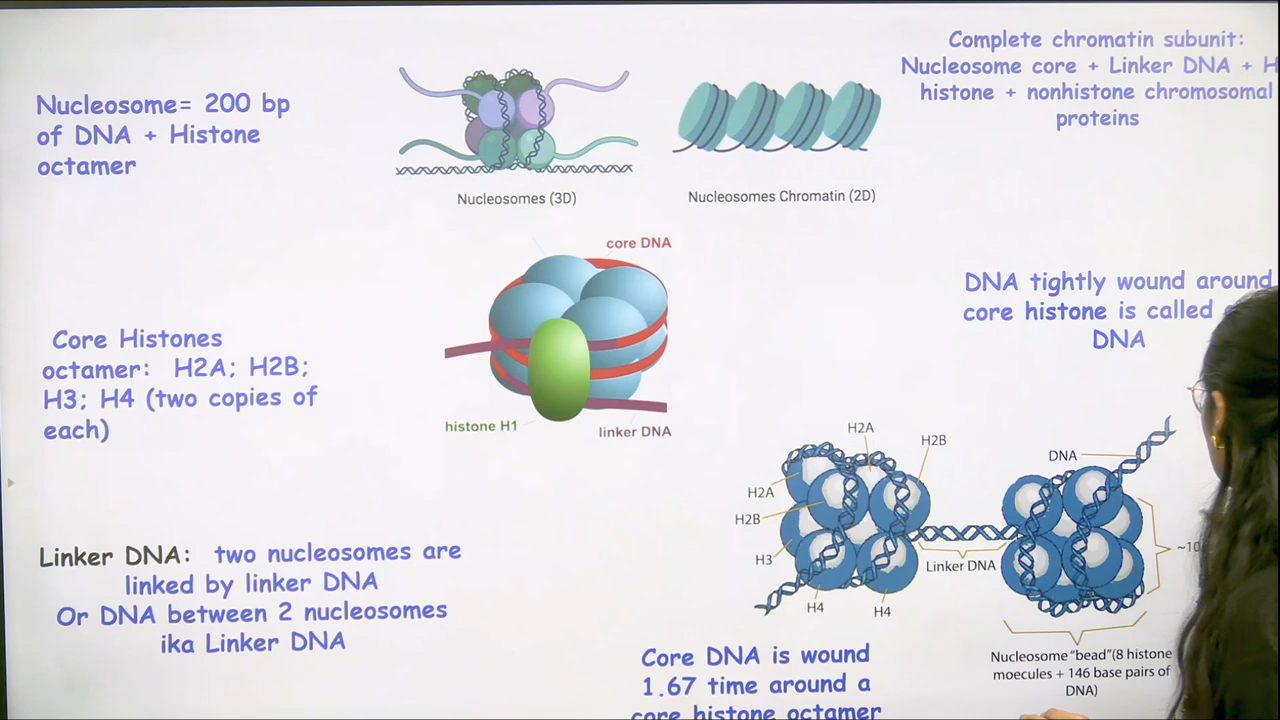 Nucleosome= 200 bp
of DNA + Histone
octamer
Nucleosomes (3D)
Nucleosomes Chromatin (2D)
Complete chromatin subunit:
Nucleosome core + Linker DNA + H
histone + nonhistone chromosomal
proteins
core DNA
histone H1
linker DNA
Core Histones
octamer: H2A; H2B;
H3; H4 (two copies of
each)
DNA tightly wound around
core histone is called
DNA
Linker DNA: two nucleosomes are
linked by linker DNA
Or DNA between 2 nucleosomes
ika Linker DNA
H2A
H2B
H2A
H2B
H3
H4
H4
Linker DNA
DNA
~10
Nucleosome "bead"(8 histone
moecules + 146 base pairs of
DNA)
Core DNA is wound
1.67 time around a
core histone octamer